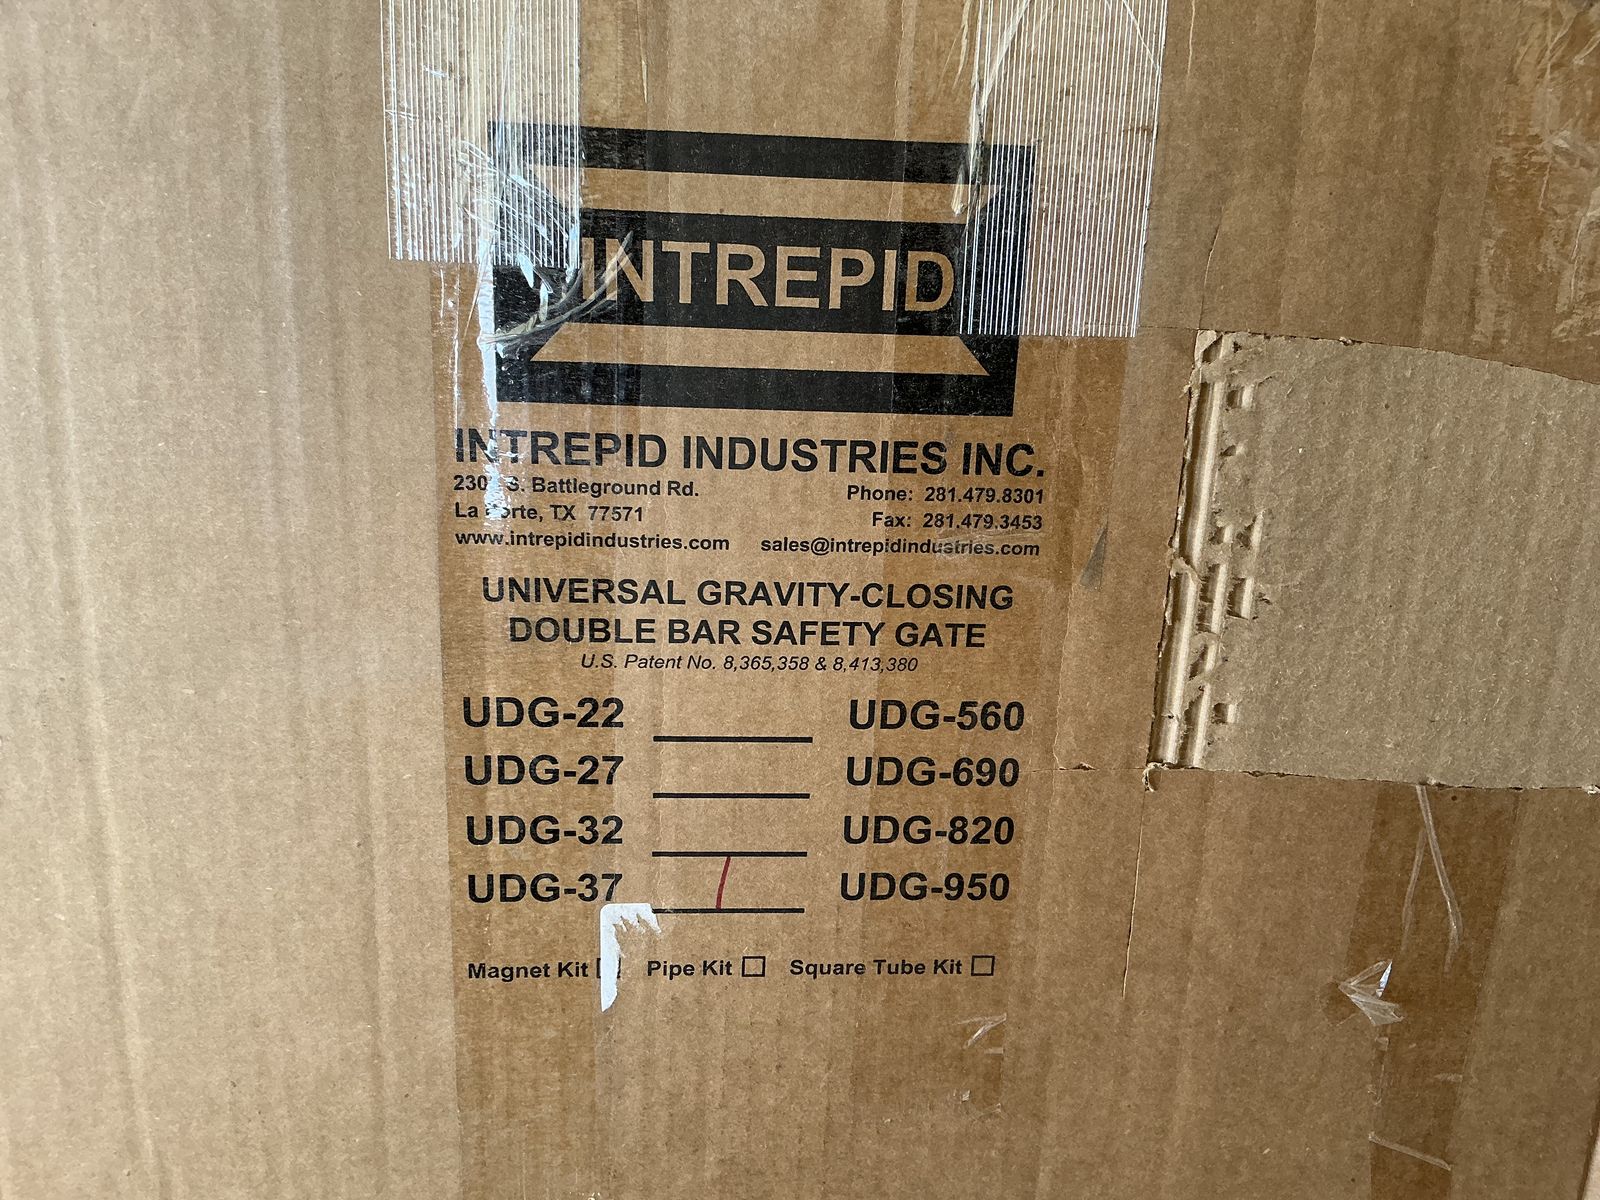 INTREPID
INTREPID INDUSTRIES INC.
S. Battleground Rd. Phone: 281.479.8301
La Porte, TX 77571 Fax: 281.479.3453
www.intrepidindustries.com sales@intrepidindustries.com
UNIVERSAL GRAVITY-CLOSING
DOUBLE BAR SAFETY GATE
U.S. Patent No. 8,365,358 & 8,413,380
UDG-22 UDG-560
UDG-27 UDG-690
UDG-32 UDG-820
UDG-37 UDG-950
Magnet Kit Pipe Kit Square Tube Kit